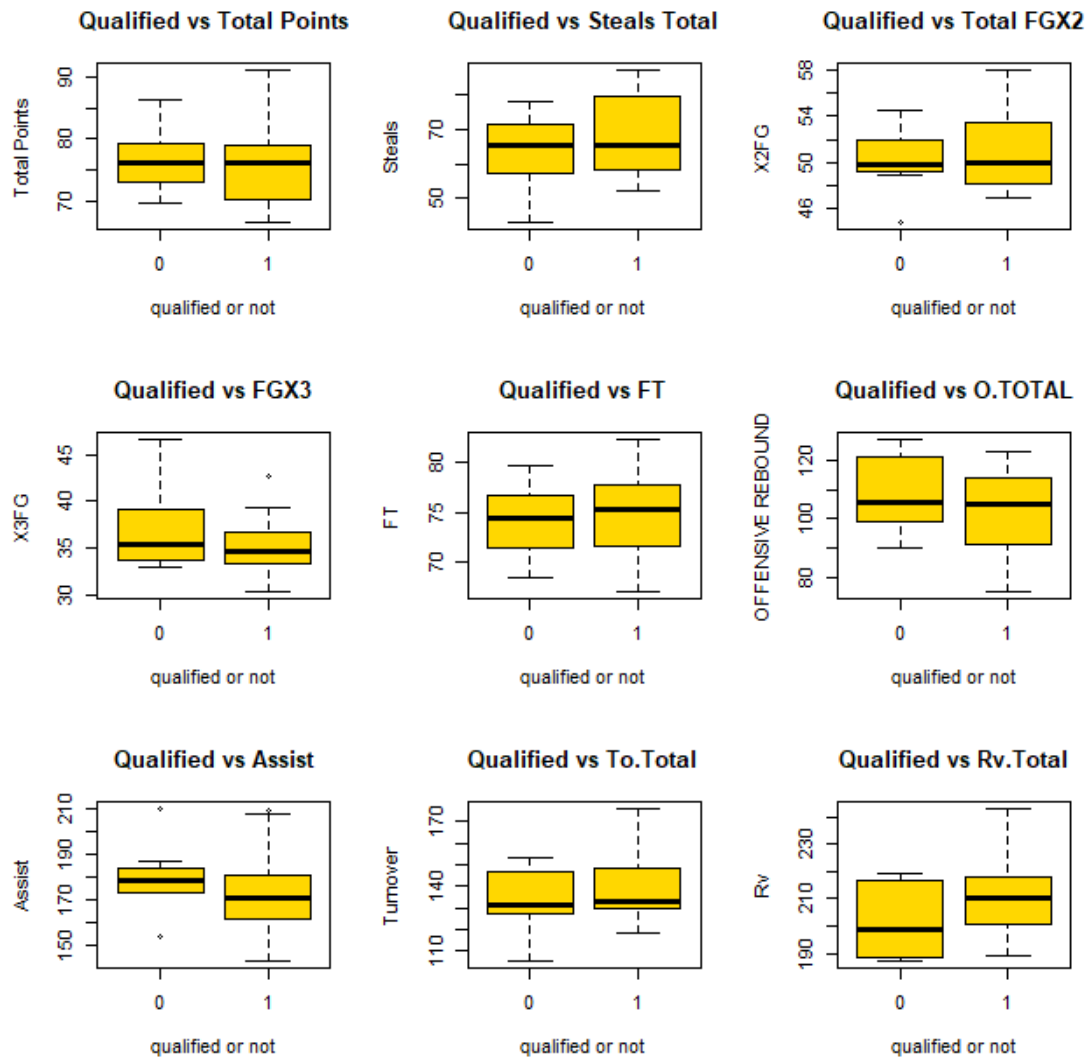 Qualified vs Total Points
Total Points
90
80
70
0 1
qualified or not
Qualified vs Steals Total
Steals
70
50
0 1
qualified or not
Qualified vs Total FGX2
X2FG
58
54
50
46
0 1
qualified or not
Qualified vs FGX3
X3FG
45
40
35
30
0 1
qualified or not
Qualified vs FT
FT
80
75
70
0 1
qualified or not
Qualified vs O.TOTAL
OFFENSIVE REBOUND
120
100
80
0 1
qualified or not
Qualified vs Assist
Assist
210
190
170
150
0 1
qualified or not
Qualified vs To.Total
Turnover
170
140
110
0 1
qualified or not
Qualified vs Rv.Total
Rv
230
210
190
0 1
qualified or not